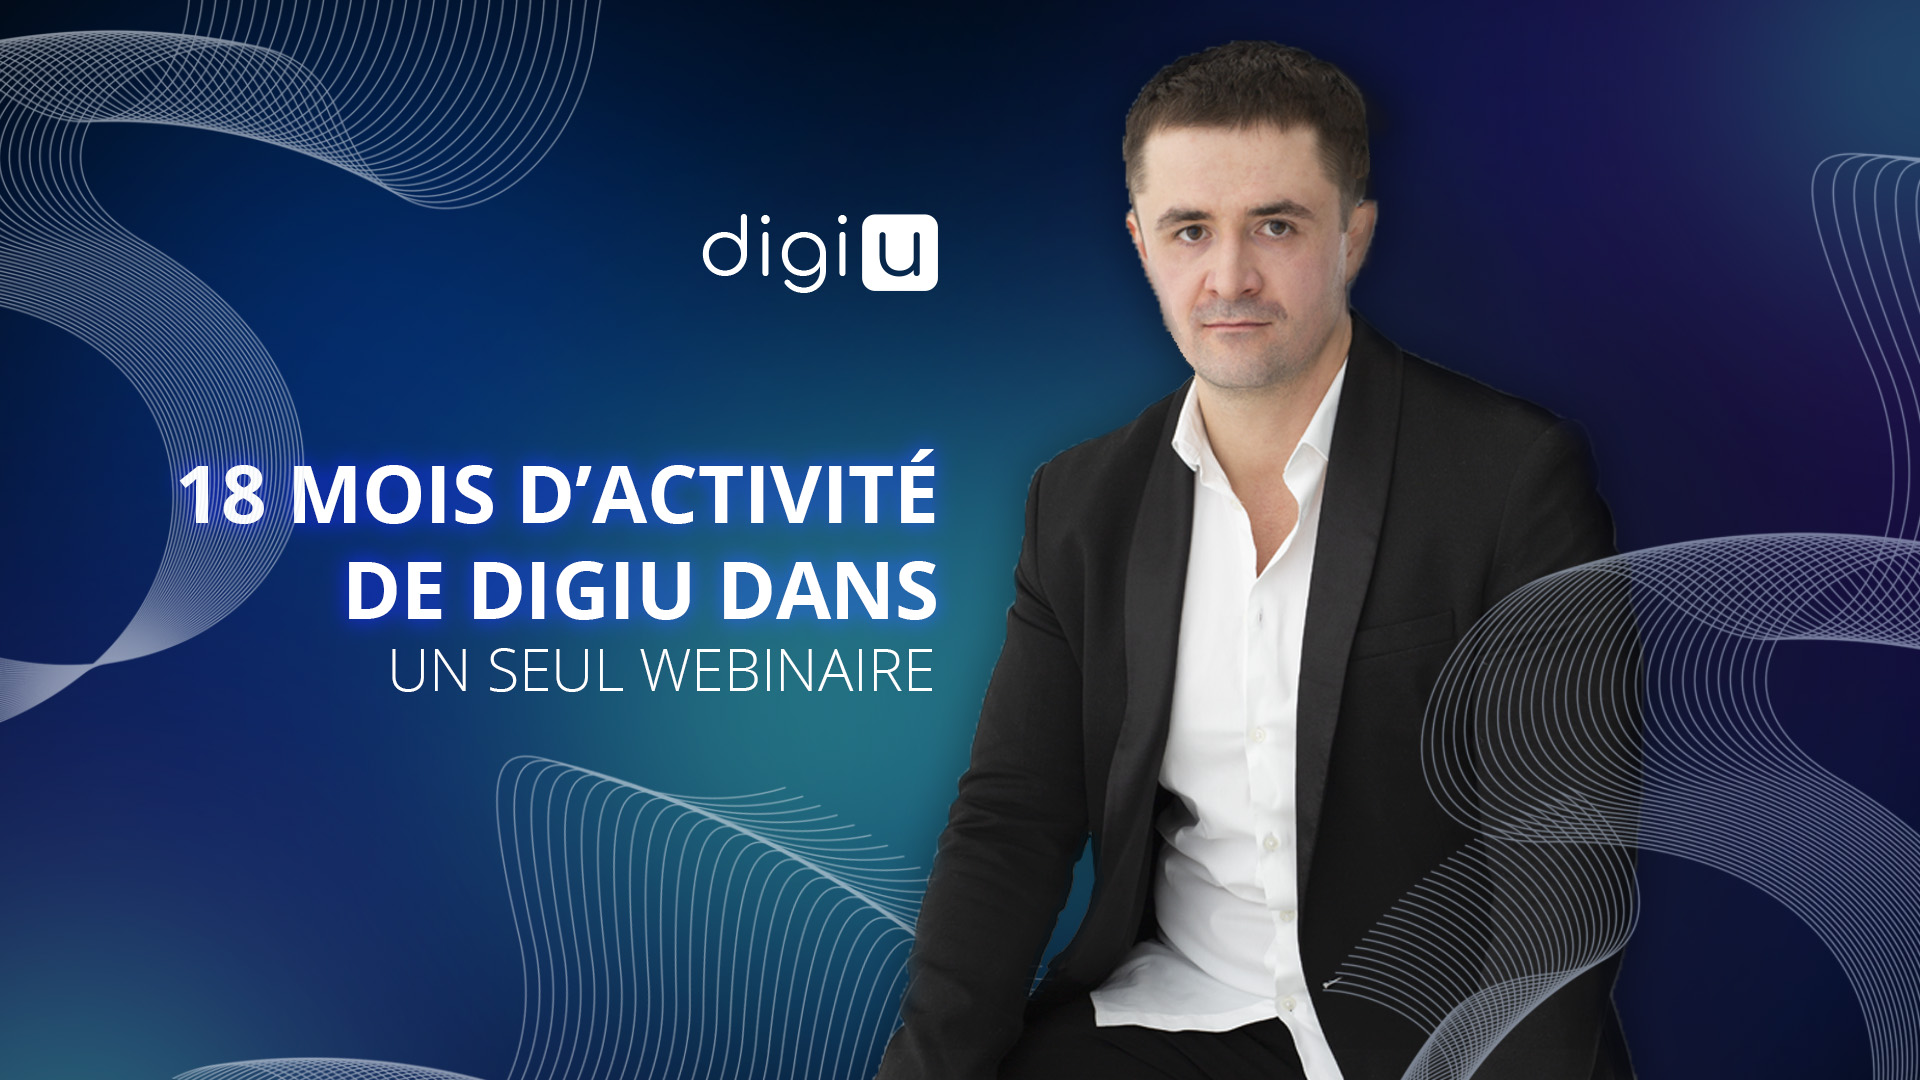 digiu
18 MOIS D’ACTIVITÉ
DE DIGIU DANS
UN SEUL WEBINAIRE